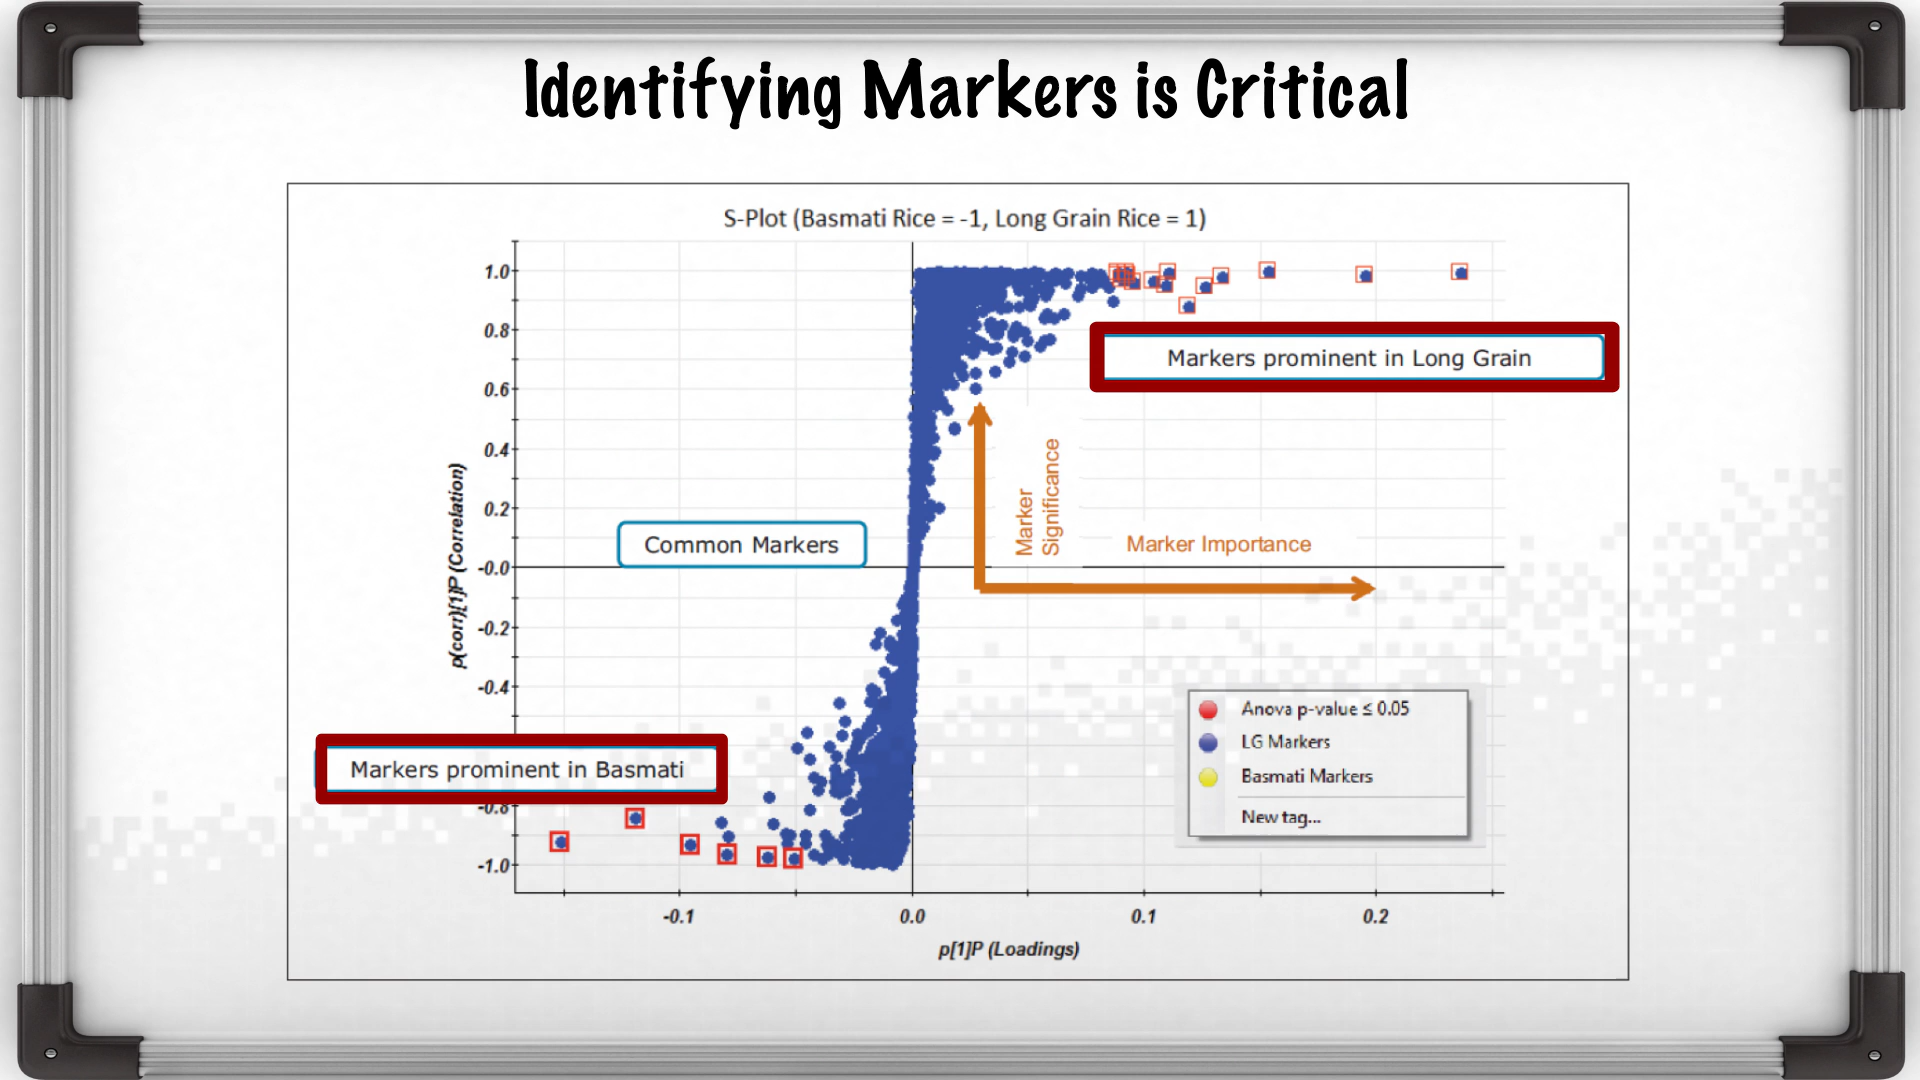 Identifying Markers is Critical
S-Plot (Basmati Rice = -1, Long Grain Rice = 1)
1.0
0.8
0.6
0.4
0.2
-0.0
-0.2
-0.4
-0.8
-1.0
p(corr)[1]P (Correlation)
Markers prominent in Long Grain
Marker
Significance
Marker Importance
Common Markers
Markers prominent in Basmati
Anova p-value ≤ 0.05
LG Markers
Basmati Markers
New tag...
-0.1
0.0
0.1
0.2
p[1]P (Loadings)